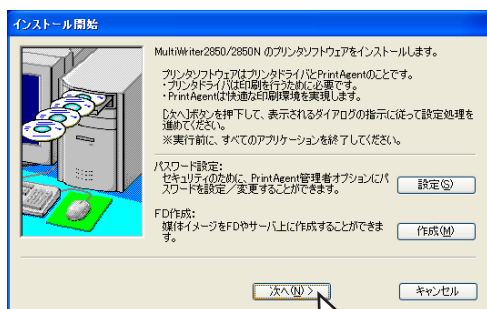 インストール開始
MultiWriter2850/2850N のプリンタソフトウェアをインストールします。
プリンタソフトウェアはプリンタドライバとPrintAgentのことです。
・プリンタドライバは印刷を行うために必要です。
・PrintAgentは快適な印刷環境を実現します。
[次へ]ボタンを押下して、表示されるダイアログの指示に従って設定処理を
進めてください。
※実行前に、すべてのアプリケーションを終了してください。
パスワード設定:
セキュリティのために、PrintAgent管理者オプションにパ
スワードを設定／変更することができます。
設定(S)
FD作成:
媒体イメージをFDやサーバ上に作成することができま
す。
作成(M)
次へ(N) >
キャンセル